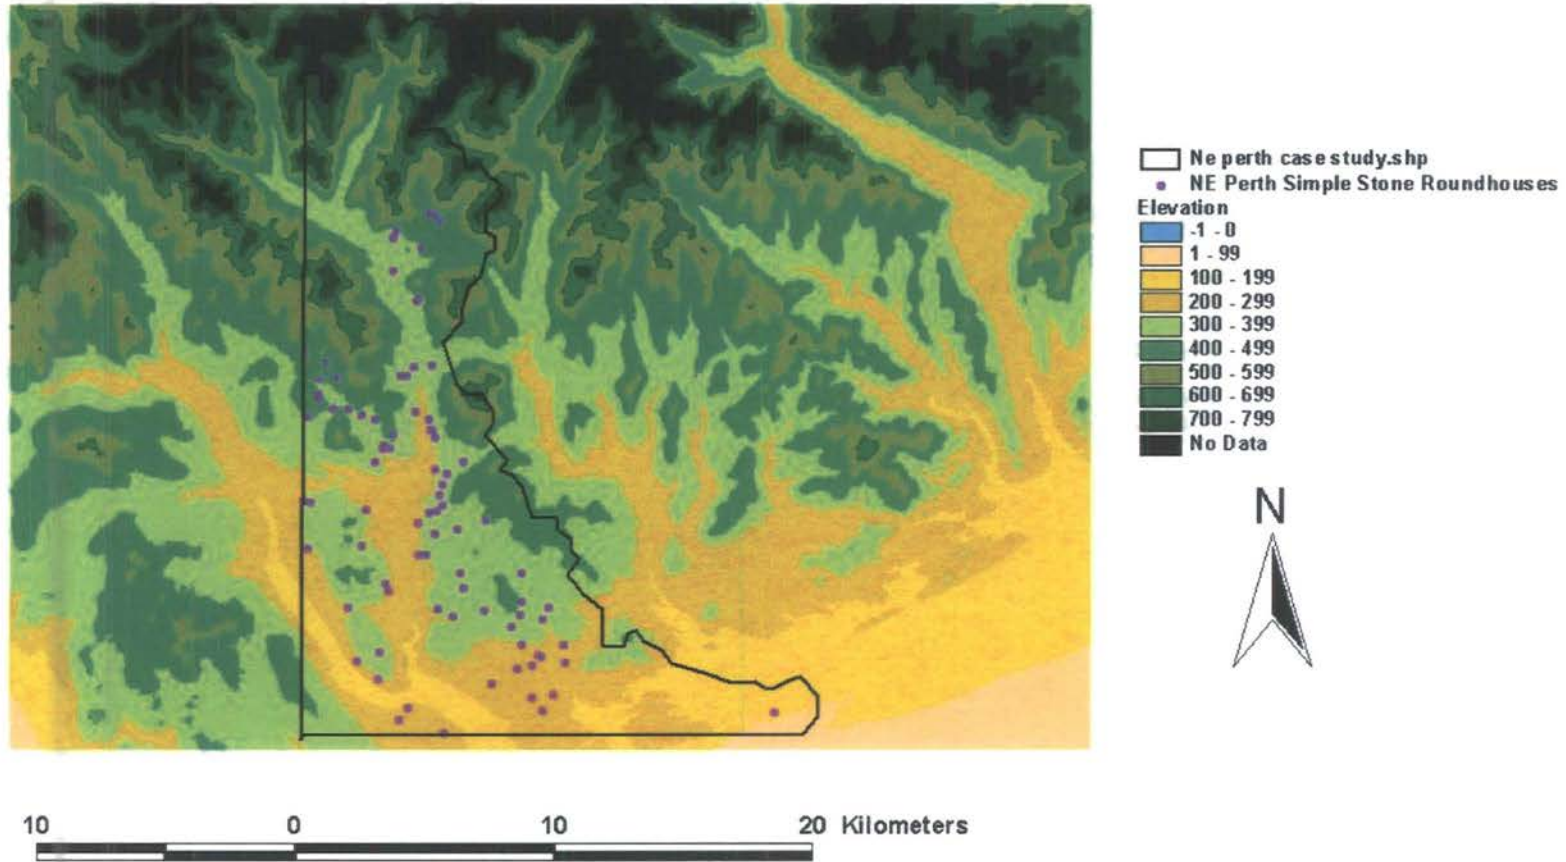 Ne perth case study.shp
NE Perth Simple Stone Roundhouses
Elevation
-1 - 0
1 - 99
100 - 199
200 - 299
300 - 399
400 - 499
500 - 599
600 - 699
700 - 799
No Data
N
10 0 10 20 Kilometers